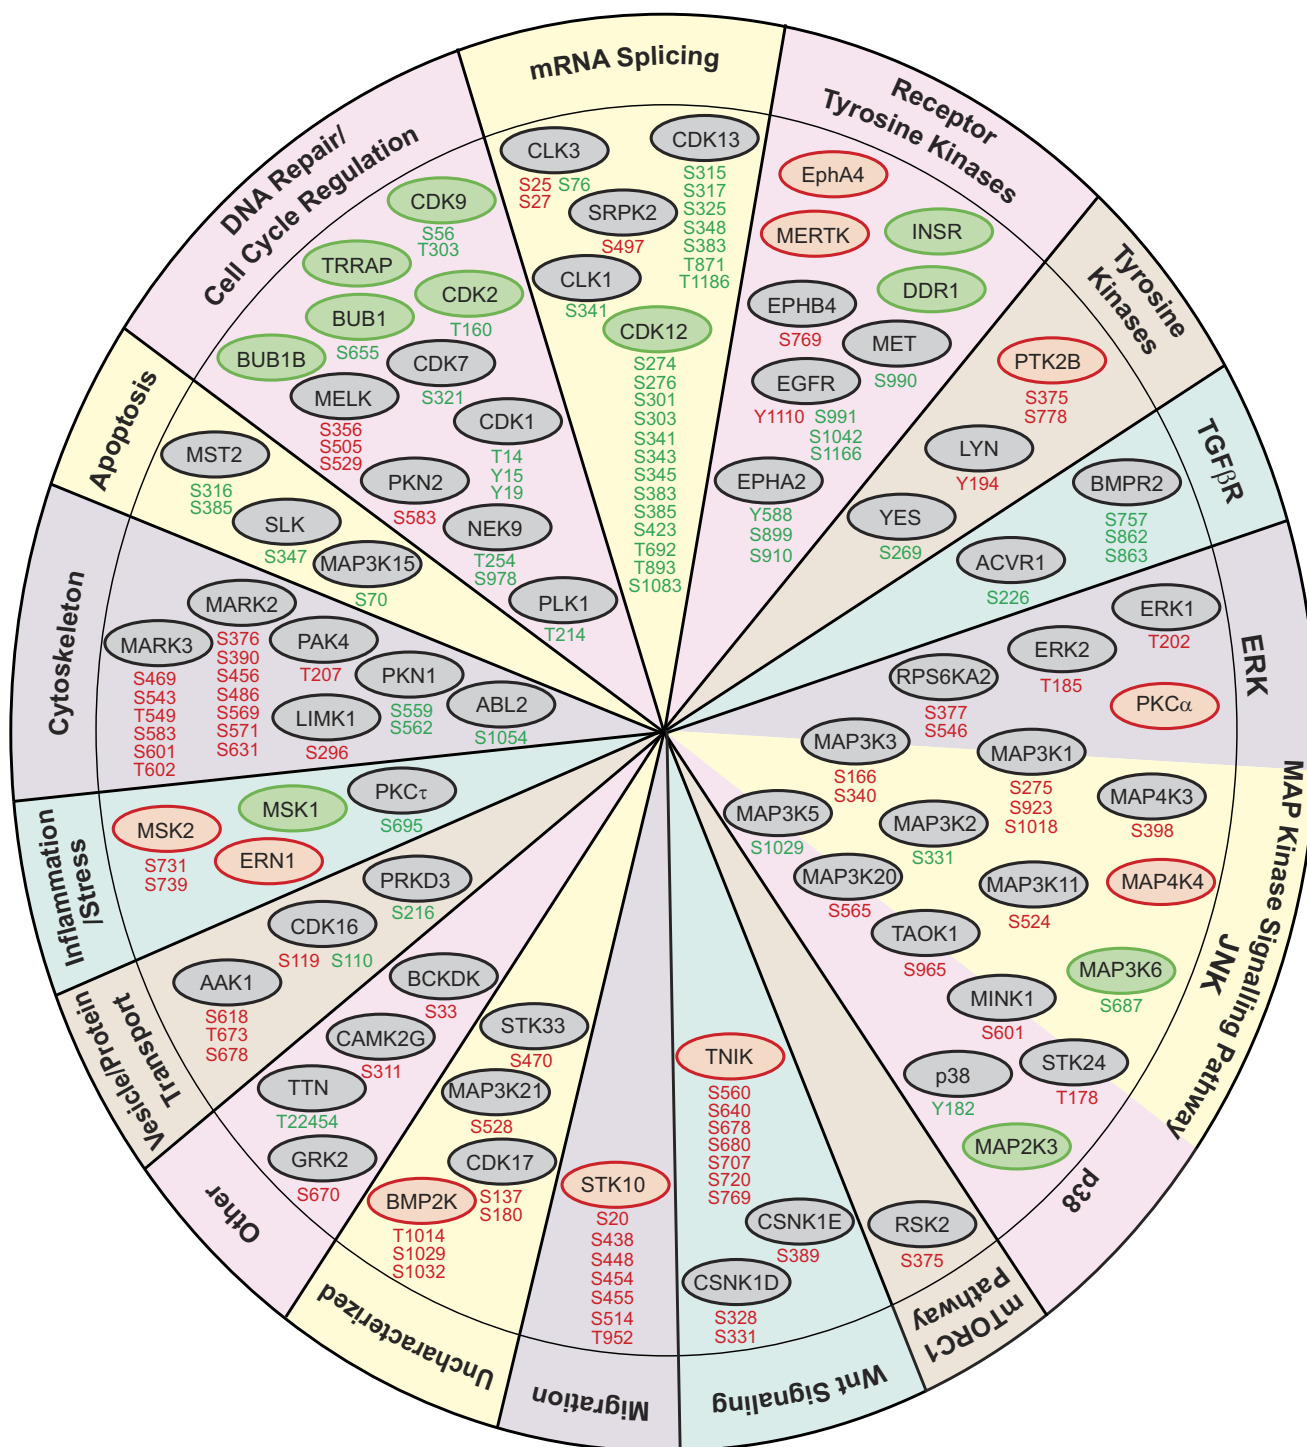 mRNA Splicing
CLK3
S25 S76
S27
CDK13
S315
S317
S325
S348
S383
T871
T1186
SRPK2
S497
CLK1
S341
CDK12
S274
S276
S301
S303
S341
S343
S345
S383
S385
S423
T692
T893
S1083
Receptor
Tyrosine Kinases
EphA4
MERTK
INSR
DDR1
EPHB4
S769
MET
S990
EGFR
Y1110 S991
S1042
S1166
EPHA2
Y588
S899
S910
Tyrosine
Kinases
PTK2B
S375
S778
LYN
Y194
YES
S269
TGFβR
BMPR2
S757
S862
S863
ACVR1
S226
ERK
ERK1
T202
ERK2
T185
RPS6KA2
S377
S546
PKCα
MAP Kinase Signalling Pathway
JNK
MAP3K3
S166
S340
MAP3K1
S275
S923
S1018
MAP4K3
S398
MAP3K5
S1029
MAP3K2
S331
MAP3K20
S565
MAP3K11
S524
MAP4K4
TAOK1
S965
MAP3K6
S687
MINK1
S601
p38
p38
Y182
STK24
T178
MAP2K3
mTORC1
Pathway
RSK2
S375
Wnt Signaling
TNIK
S560
S640
S678
S680
S707
S720
S769
CSNK1E
S389
CSNK1D
S328
S331
Migration
STK10
S20
S438
S448
S454
S455
S514
T952
Uncharacterized
STK33
S470
MAP3K21
S528
CDK17
S137
S180
BMP2K
T1014
S1029
S1032
Other
BCKDK
S33
CAMK2G
S311
TTN
T22454
GRK2
S670
Vesicle/Protein
Transport
PRKD3
S216
CDK16
S119 S110
AAK1
S618
T673
S678
Inflammation
/Stress
PKCτ
S695
MSK1
MSK2
S731
S739
ERN1
Cytoskeleton
MARK2
S376
S390
S456
S486
S569
S571
S631
MARK3
S469
S543
T549
S583
S601
T602
PAK4
T207
PKN1
S559
S562
LIMK1
S296
ABL2
S1054
Apoptosis
MST2
S316
S385
SLK
S347
MAP3K15
S70
DNA Repair/
Cell Cycle Regulation
CDK9
S56
T303
TRRAP
CDK2
T160
BUB1
S655
BUB1B
CDK7
S321
MELK
S356
S505
S529
CDK1
T14
Y15
Y19
PKN2
S583
NEK9
T254
S978
PLK1
T214